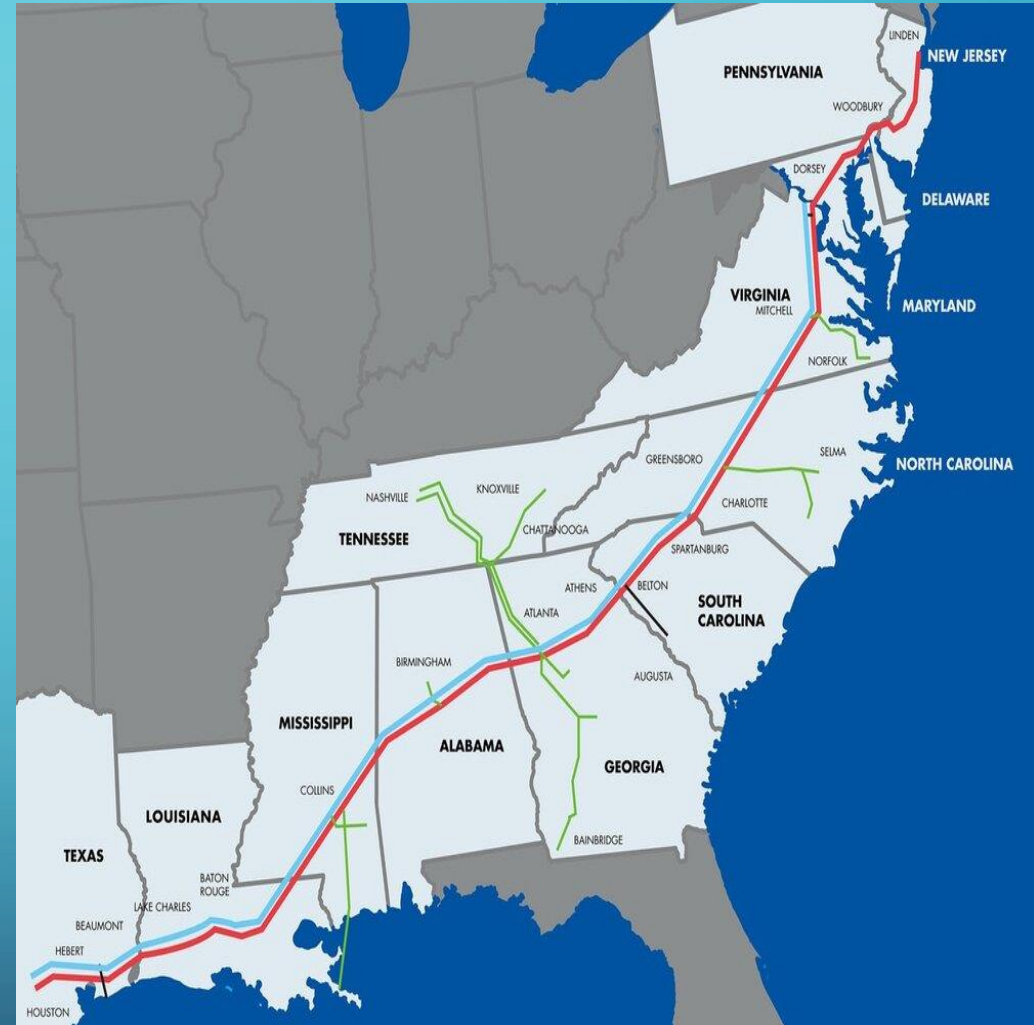 LINDEN
NEW JERSEY
PENNSYLVANIA
WOODBURY
DORSEY
DELAWARE
VIRGINIA
MITCHELL
MARYLAND
NORFOLK
GREENSBORO
SELMA
NORTH CAROLINA
NASHVILLE
KNOXVILLE
CHARLOTTE
CHATTANOOGA
TENNESSEE
SPARTANBURG
ATHENS
BELTON
SOUTH
CAROLINA
ATLANTA
BIRMINGHAM
AUGUSTA
MISSISSIPPI
ALABAMA
GEORGIA
COLLINS
LOUISIANA
BAINBRIDGE
TEXAS
BATON
ROUGE
LAKE CHARLES
BEAUMONT
HEBERT
HOUSTON